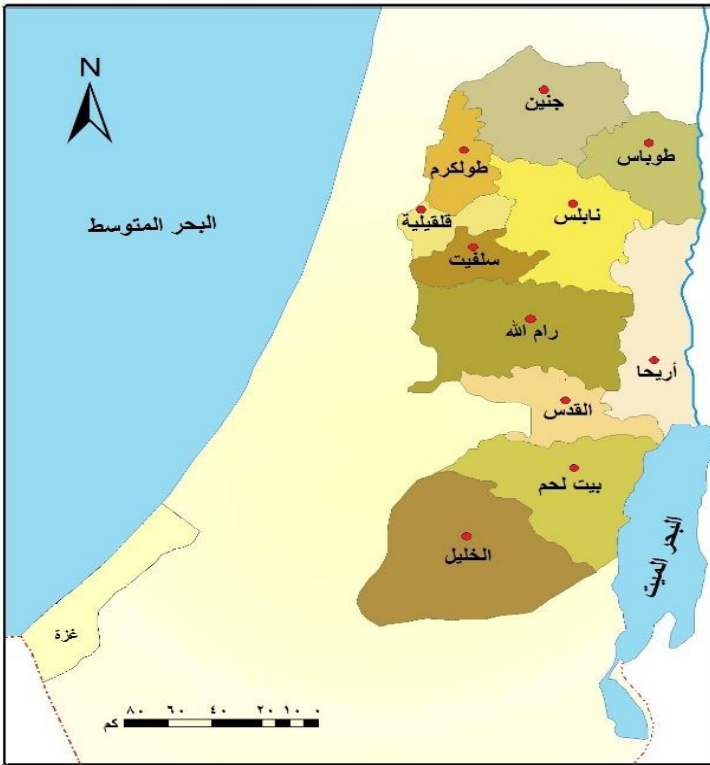 N
جنين
طوباس
طولكرم
نابلس
قلقيلية
البحر المتوسط
سلفيت
رام الله
أريحا
القدس
بيت لحم
الخليل
البحر الميت
غزة
٨٠ ٦٠ ٤٠ ٢٠ ١٠ ٠
كم